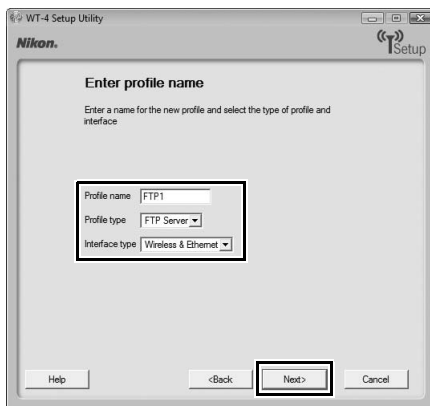 WT-4 Setup Utility
Nikon.
Setup
Enter profile name
Enter a name for the new profile and select the type of profile and
interface
Profile name FTP1
Profile type FTP Server
Interface type Wireless & Ethernet
Help <Back Next> Cancel